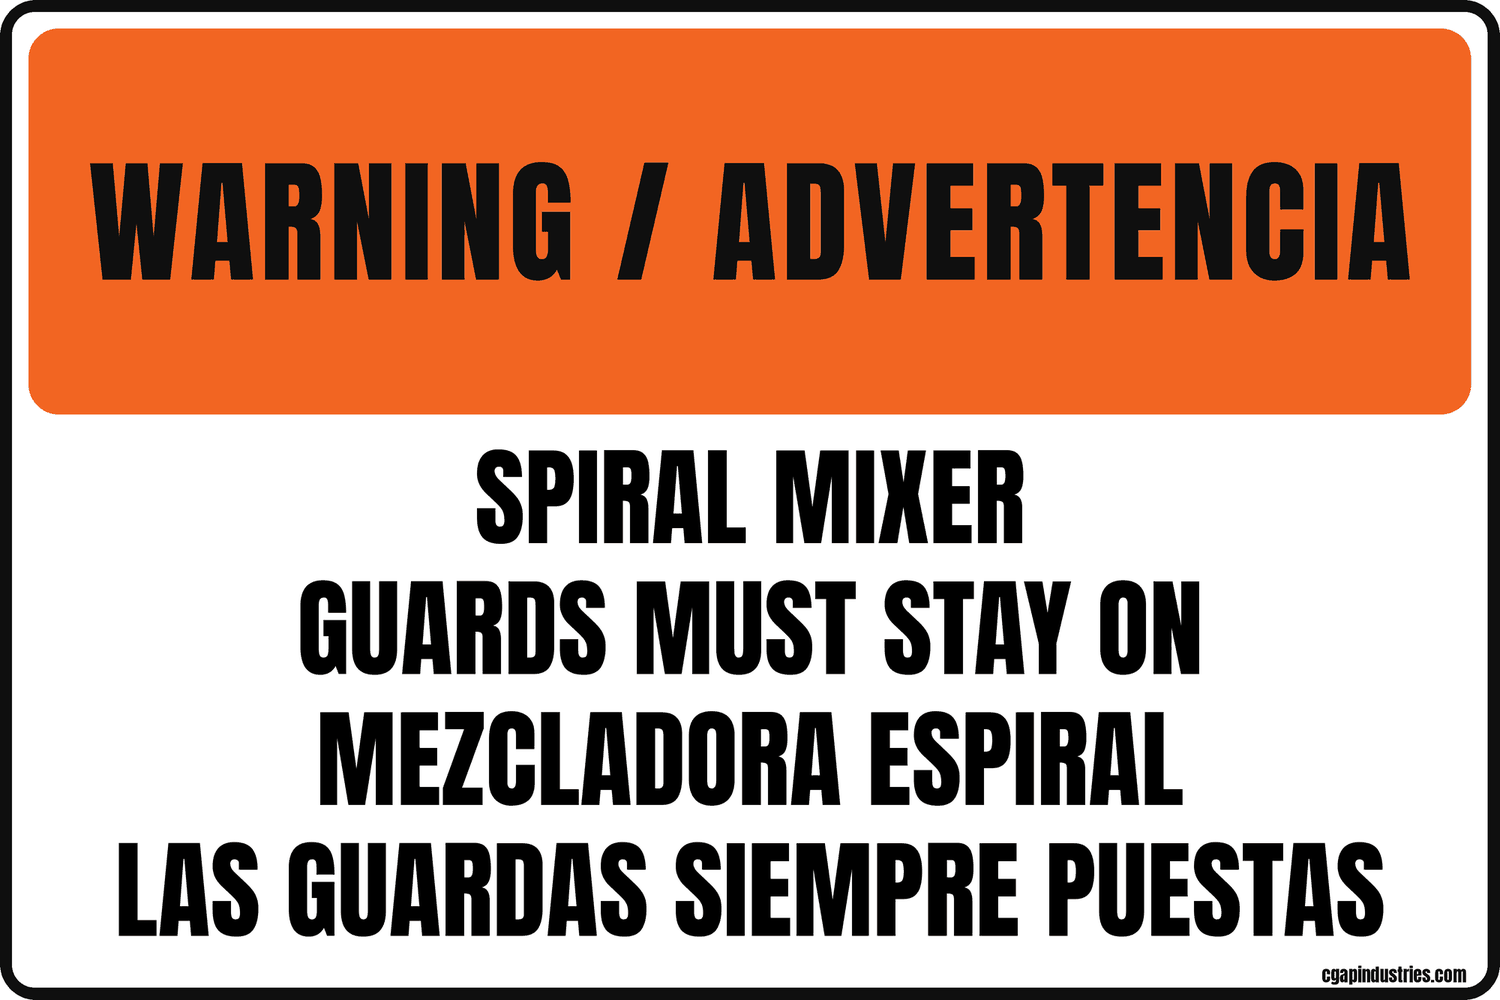 WARNING / ADVERTENCIA
SPIRAL MIXER
GUARDS MUST STAY ON
MEZCLADORA ESPIRAL
LAS GUARDAS SIEMPRE PUESTAS
cgapindustries.com